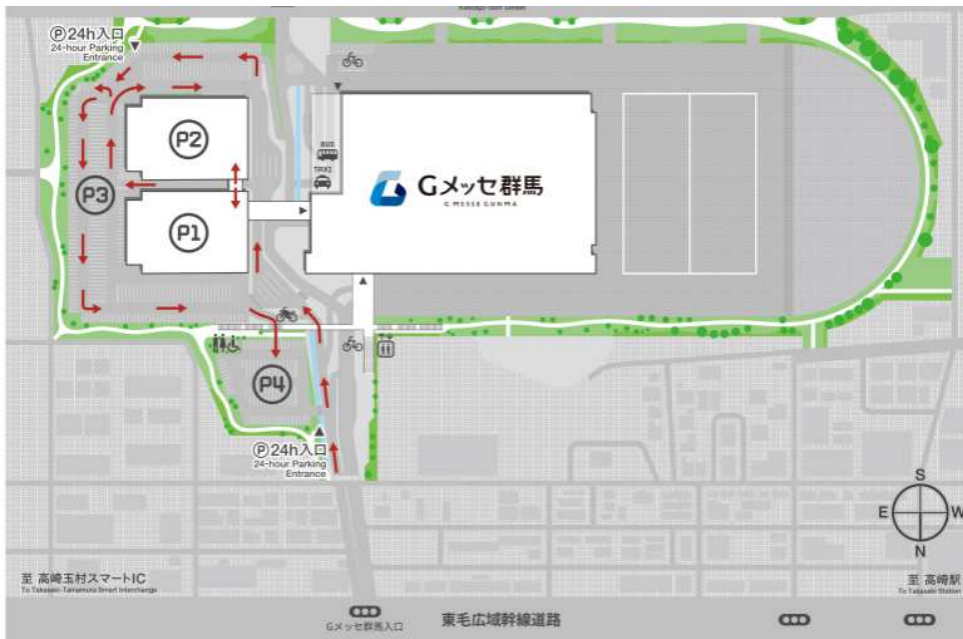 Ⓟ24h入口
24-hour Parking
Entrance
P2
BUS
TAXI
Gメッセ群馬
G MESSE GUNMA
P3
P1
P4
Ⓟ24h入口
24-hour Parking
Entrance
S
E
W
N
至 高崎玉村スマートIC
To Takasaki-Tamamura Smart Interchange
至 高崎駅
To Takasaki Station
東毛広域幹線道路
Gメッセ群馬入口